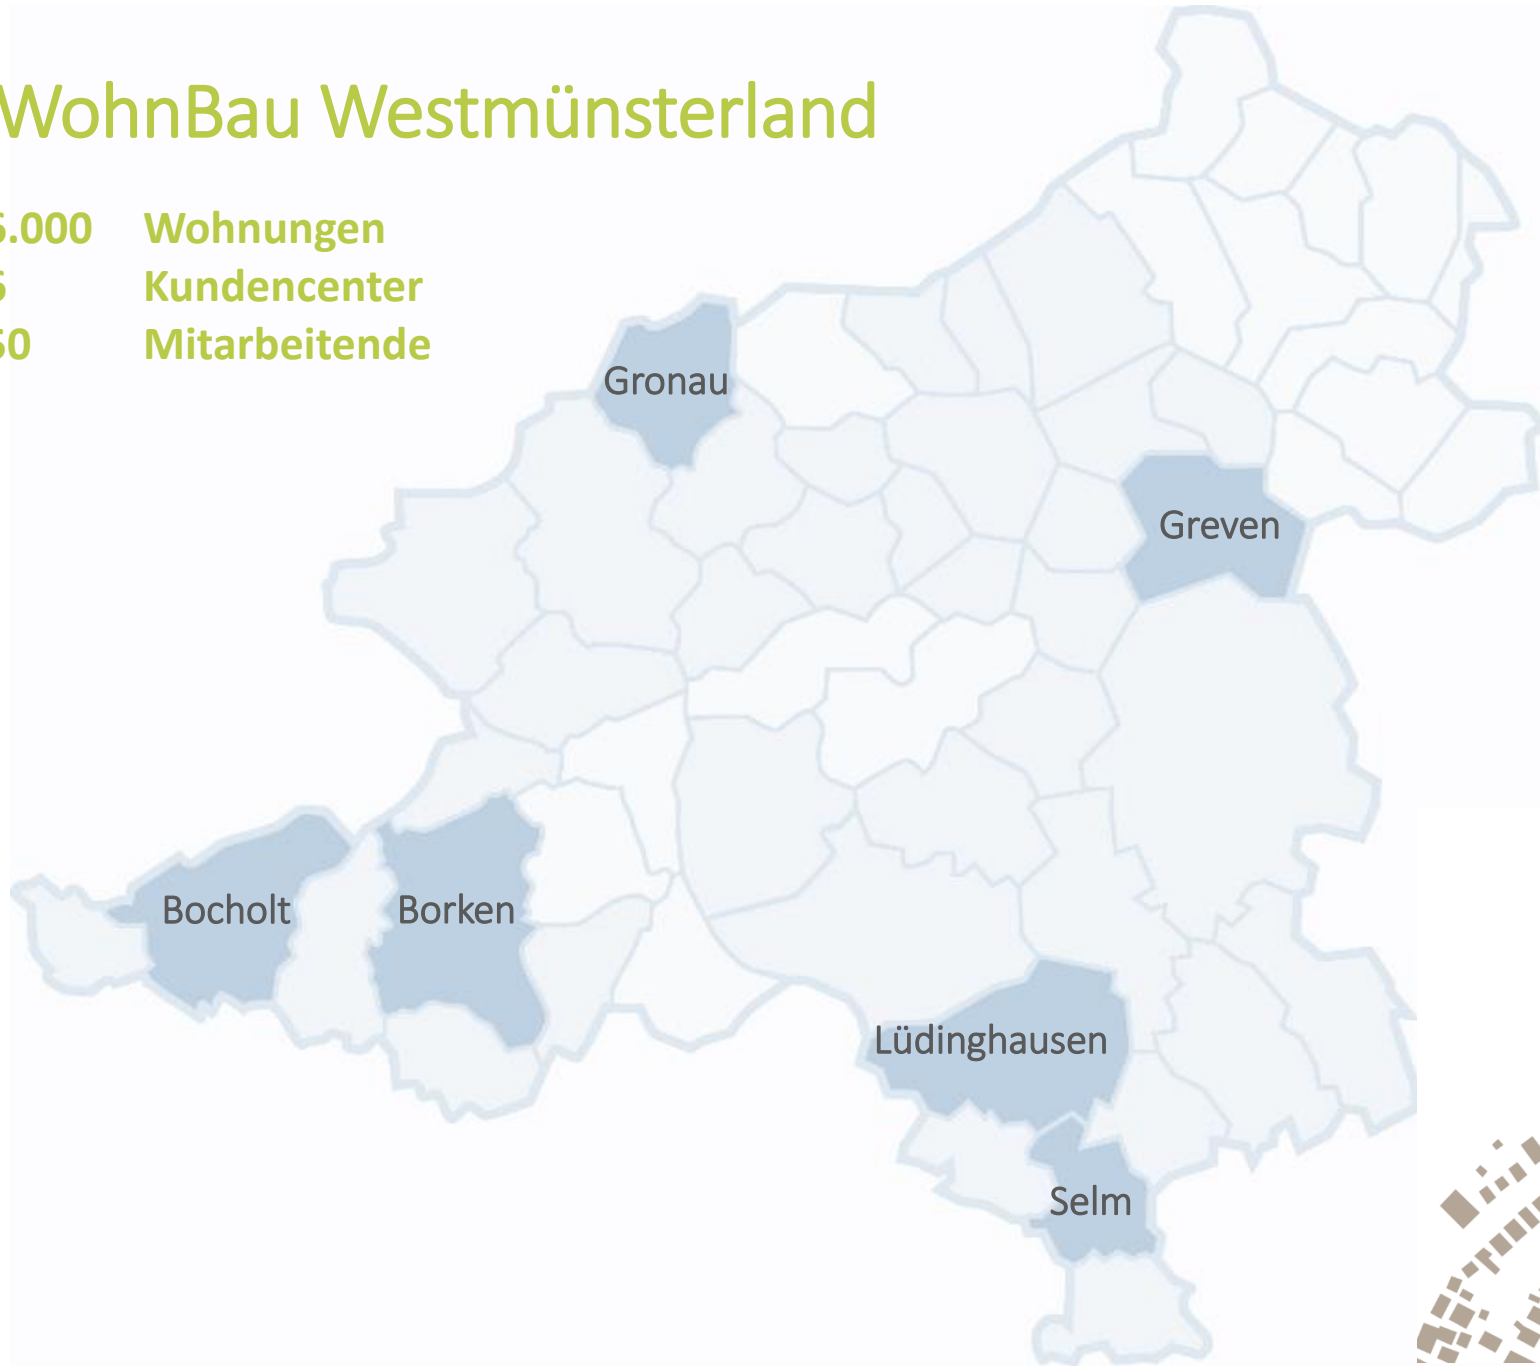 WohnBau Westmünsterland
Wohnungen
Kundencenter
Mitarbeitende
Gronau
Greven
Bocholt
Borken
Lüdinghausen
Selm